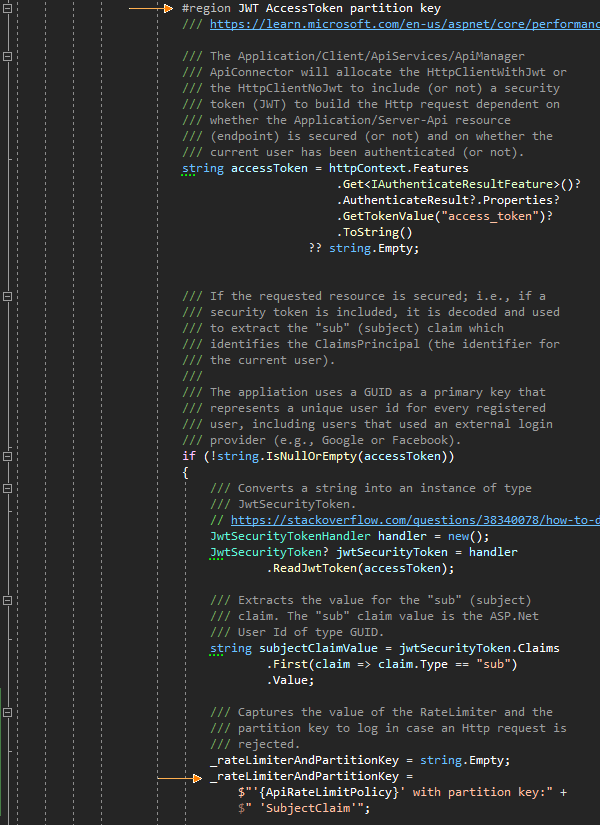 #region JWT AccessToken partition key
/// https://learn.microsoft.com/en-us/aspnet/core/performanc
/// The Application/Client/ApiServices/ApiManager
/// ApiConnector will allocate the HttpClientWithJwt or
/// the HttpClientNoJwt to include (or not) a security
/// token (JWT) to build the Http request dependent on
/// whether the Application/Server-Api resource
/// (endpoint) is secured (or not) and on whether the
/// current user has been authenticated (or not).
string accessToken = httpContext.Features
.Get<IAuthenticateResultFeature>()?
.AuthenticateResult?.Properties?
.GetTokenValue("access_token")?
.ToString()
?? string.Empty;
/// If the requested resource is secured; i.e., if a
/// security token is included, it is decoded and used
/// to extract the "sub" (subject) claim which
/// identifies the ClaimsPrincipal (the identifier for
/// the current user).
///
/// The appliation uses a GUID as a primary key that
/// represents a unique user id for every registered
/// user, including users that used an external login
/// provider (e.g., Google or Facebook).
if (!string.IsNullOrEmpty(accessToken))
{
/// Converts a string into an instance of type
/// JwtSecurityToken.
// https://stackoverflow.com/questions/38340078/how-to-d
JwtSecurityTokenHandler handler = new();
JwtSecurityToken? jwtSecurityToken = handler
.ReadJwtToken(accessToken);
/// Extracts the value for the "sub" (subject)
/// claim. The "sub" claim value is the ASP.Net
/// User Id of type GUID.
string subjectClaimValue = jwtSecurityToken.Claims
.First(claim => claim.Type == "sub")
.Value;
/// Captures the value of the RateLimiter and the
/// partition key to log in case an Http request is
/// rejected.
_rateLimiterAndPartitionKey = string.Empty;
_rateLimiterAndPartitionKey =
$"'{ApiRateLimitPolicy}' with partition key:" +
$" 'SubjectClaim'";